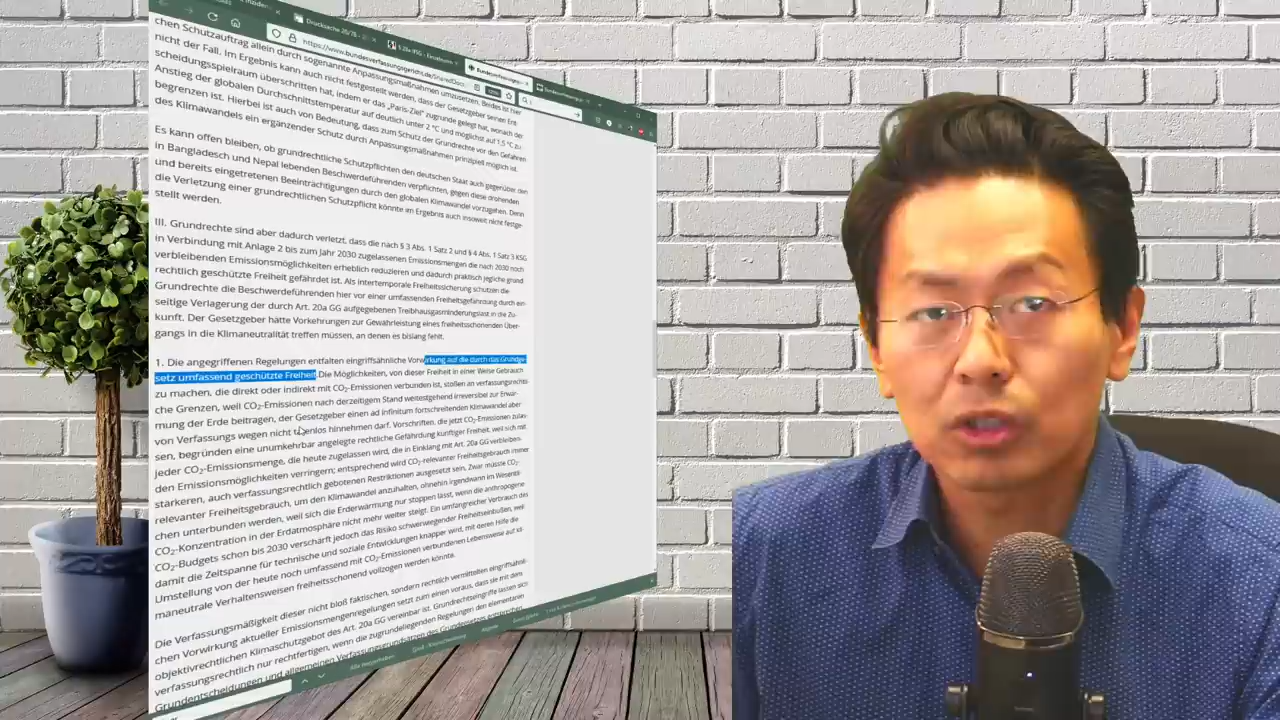 Drucksache 20/78
§ 20a KSG - Einzelnorm
Bundesverfassungsg
https://www.bundesverfassungsgericht.de/SharedDocs
chen Schutzauftrag allein durch sogenannte Anpassungsmaßnahmen umzusetzen. Beides ist hier
nicht der Fall. Im Ergebnis kann auch nicht festgestellt werden, dass der Gesetzgeber seinen Ent-
scheidungsspielraum überschritten hat, indem er das „Paris-Ziel“ zugrunde gelegt hat, wonach der
Anstieg der globalen Durchschnittstemperatur auf deutlich unter 2 °C und möglichst auf 1,5 °C zu
begrenzen ist. Hierbei ist auch von Bedeutung, dass zum Schutz der Grundrechte vor den Gefahren
des Klimawandels ein ergänzender Schutz durch Anpassungsmaßnahmen prinzipiell möglich ist.
Es kann offen bleiben, ob grundrechtliche Schutzpflichten den deutschen Staat auch gegenüber den
in Bangladesch und Nepal lebenden Beschwerdeführenden verpflichten, gegen diese drohenden
und bereits eingetretenen Beeinträchtigungen durch den globalen Klimawandel vorzugehen. Denn
die Verletzung einer grundrechtlichen Schutzpflicht könnte im Ergebnis auch insoweit nicht festge-
stellt werden.
III. Grundrechte sind aber dadurch verletzt, dass die nach § 3 Abs. 1 Satz 2 und § 4 Abs. 1 Satz 3 KSG
in Verbindung mit Anlage 2 bis zum Jahr 2030 zugelassenen Emissionsmengen die nach 2030 noch
verbleibenden Emissionsmöglichkeiten erheblich reduzieren und dadurch praktisch jegliche grund
rechtlich geschützte Freiheit gefährdet ist. Als intertemporale Freiheitssicherung schützen die
Grundrechte die Beschwerdeführenden hier vor einer umfassenden Freiheitsgefährdung durch ein-
seitige Verlagerung der durch Art. 20a GG aufgegebenen Treibhausgasminderungslast in die Zu-
kunft. Der Gesetzgeber hätte Vorkehrungen zur Gewährleistung eines freiheitsschonenden Über-
gangs in die Klimaneutralität treffen müssen, an denen es bislang fehlt.
1. Die angegriffenen Regelungen entfalten eingriffsähnliche Vorwirkung auf die durch das Grundge-
setz umfassend geschützte Freiheit.Die Möglichkeiten, von dieser Freiheit in einer Weise Gebrauch
zu machen, die direkt oder indirekt mit CO₂-Emissionen verbunden ist, stoßen an verfassungsrechtli-
che Grenzen, weil CO₂-Emissionen nach derzeitigem Stand weitestgehend irreversibel zur Erwär-
mung der Erde beitragen, der Gesetzgeber einen ad infinitum fortschreitenden Klimawandel aber
von Verfassungs wegen nicht tatenlos hinnehmen darf. Vorschriften, die jetzt CO₂-Emissionen zulas-
sen, begründen eine unumkehrbar angelegte rechtliche Gefährdung künftiger Freiheit, weil sich mit
jeder CO₂-Emissionsmenge, die heute zugelassen wird, die in Einklang mit Art. 20a GG verbleiben-
den Emissionsmöglichkeiten verringern; entsprechend wird CO₂-relevanter Freiheitsgebrauch immer
stärkeren, auch verfassungsrechtlich gebotenen Restriktionen ausgesetzt sein. Zwar müsste CO₂-
relevanter Freiheitsgebrauch, um den Klimawandel anzuhalten, ohnehin irgendwann im Wesentli-
chen unterbunden werden, weil sich die Erderwärmung nur stoppen lässt, wenn die anthropogene
CO₂-Konzentration in der Erdatmosphäre nicht mehr weiter steigt. Ein umfangreicher Verbrauch des
CO₂-Budgets schon bis 2030 verschärft jedoch das Risiko schwerwiegender Freiheitseinbußen, weil
damit die Zeitspanne für technische und soziale Entwicklungen knapper wird, mit deren Hilfe die
Umstellung von der heute noch umfassend mit CO₂-Emissionen verbundenen Lebensweise auf kli-
maneutrale Verhaltensweisen freiheitsschonend vollzogen werden könnte.
Die Verfassungsmäßigkeit dieser nicht bloß faktischen, sondern rechtlich vermittelten eingriffsähnli-
chen Vorwirkung aktueller Emissionsmengenregelungen setzt zum einen voraus, dass sie mit dem
objektivrechtlichen Klimaschutzgebot des Art. 20a GG vereinbar ist. Grundrechtseingriffe lassen sich
verfassungsrechtlich nur rechtfertigen, wenn die zugrundeliegenden Regelungen den elementaren
Grundentscheidungen und allgemeinen Verfassungsgrundsätzen des Grundgesetzes entsprechen.